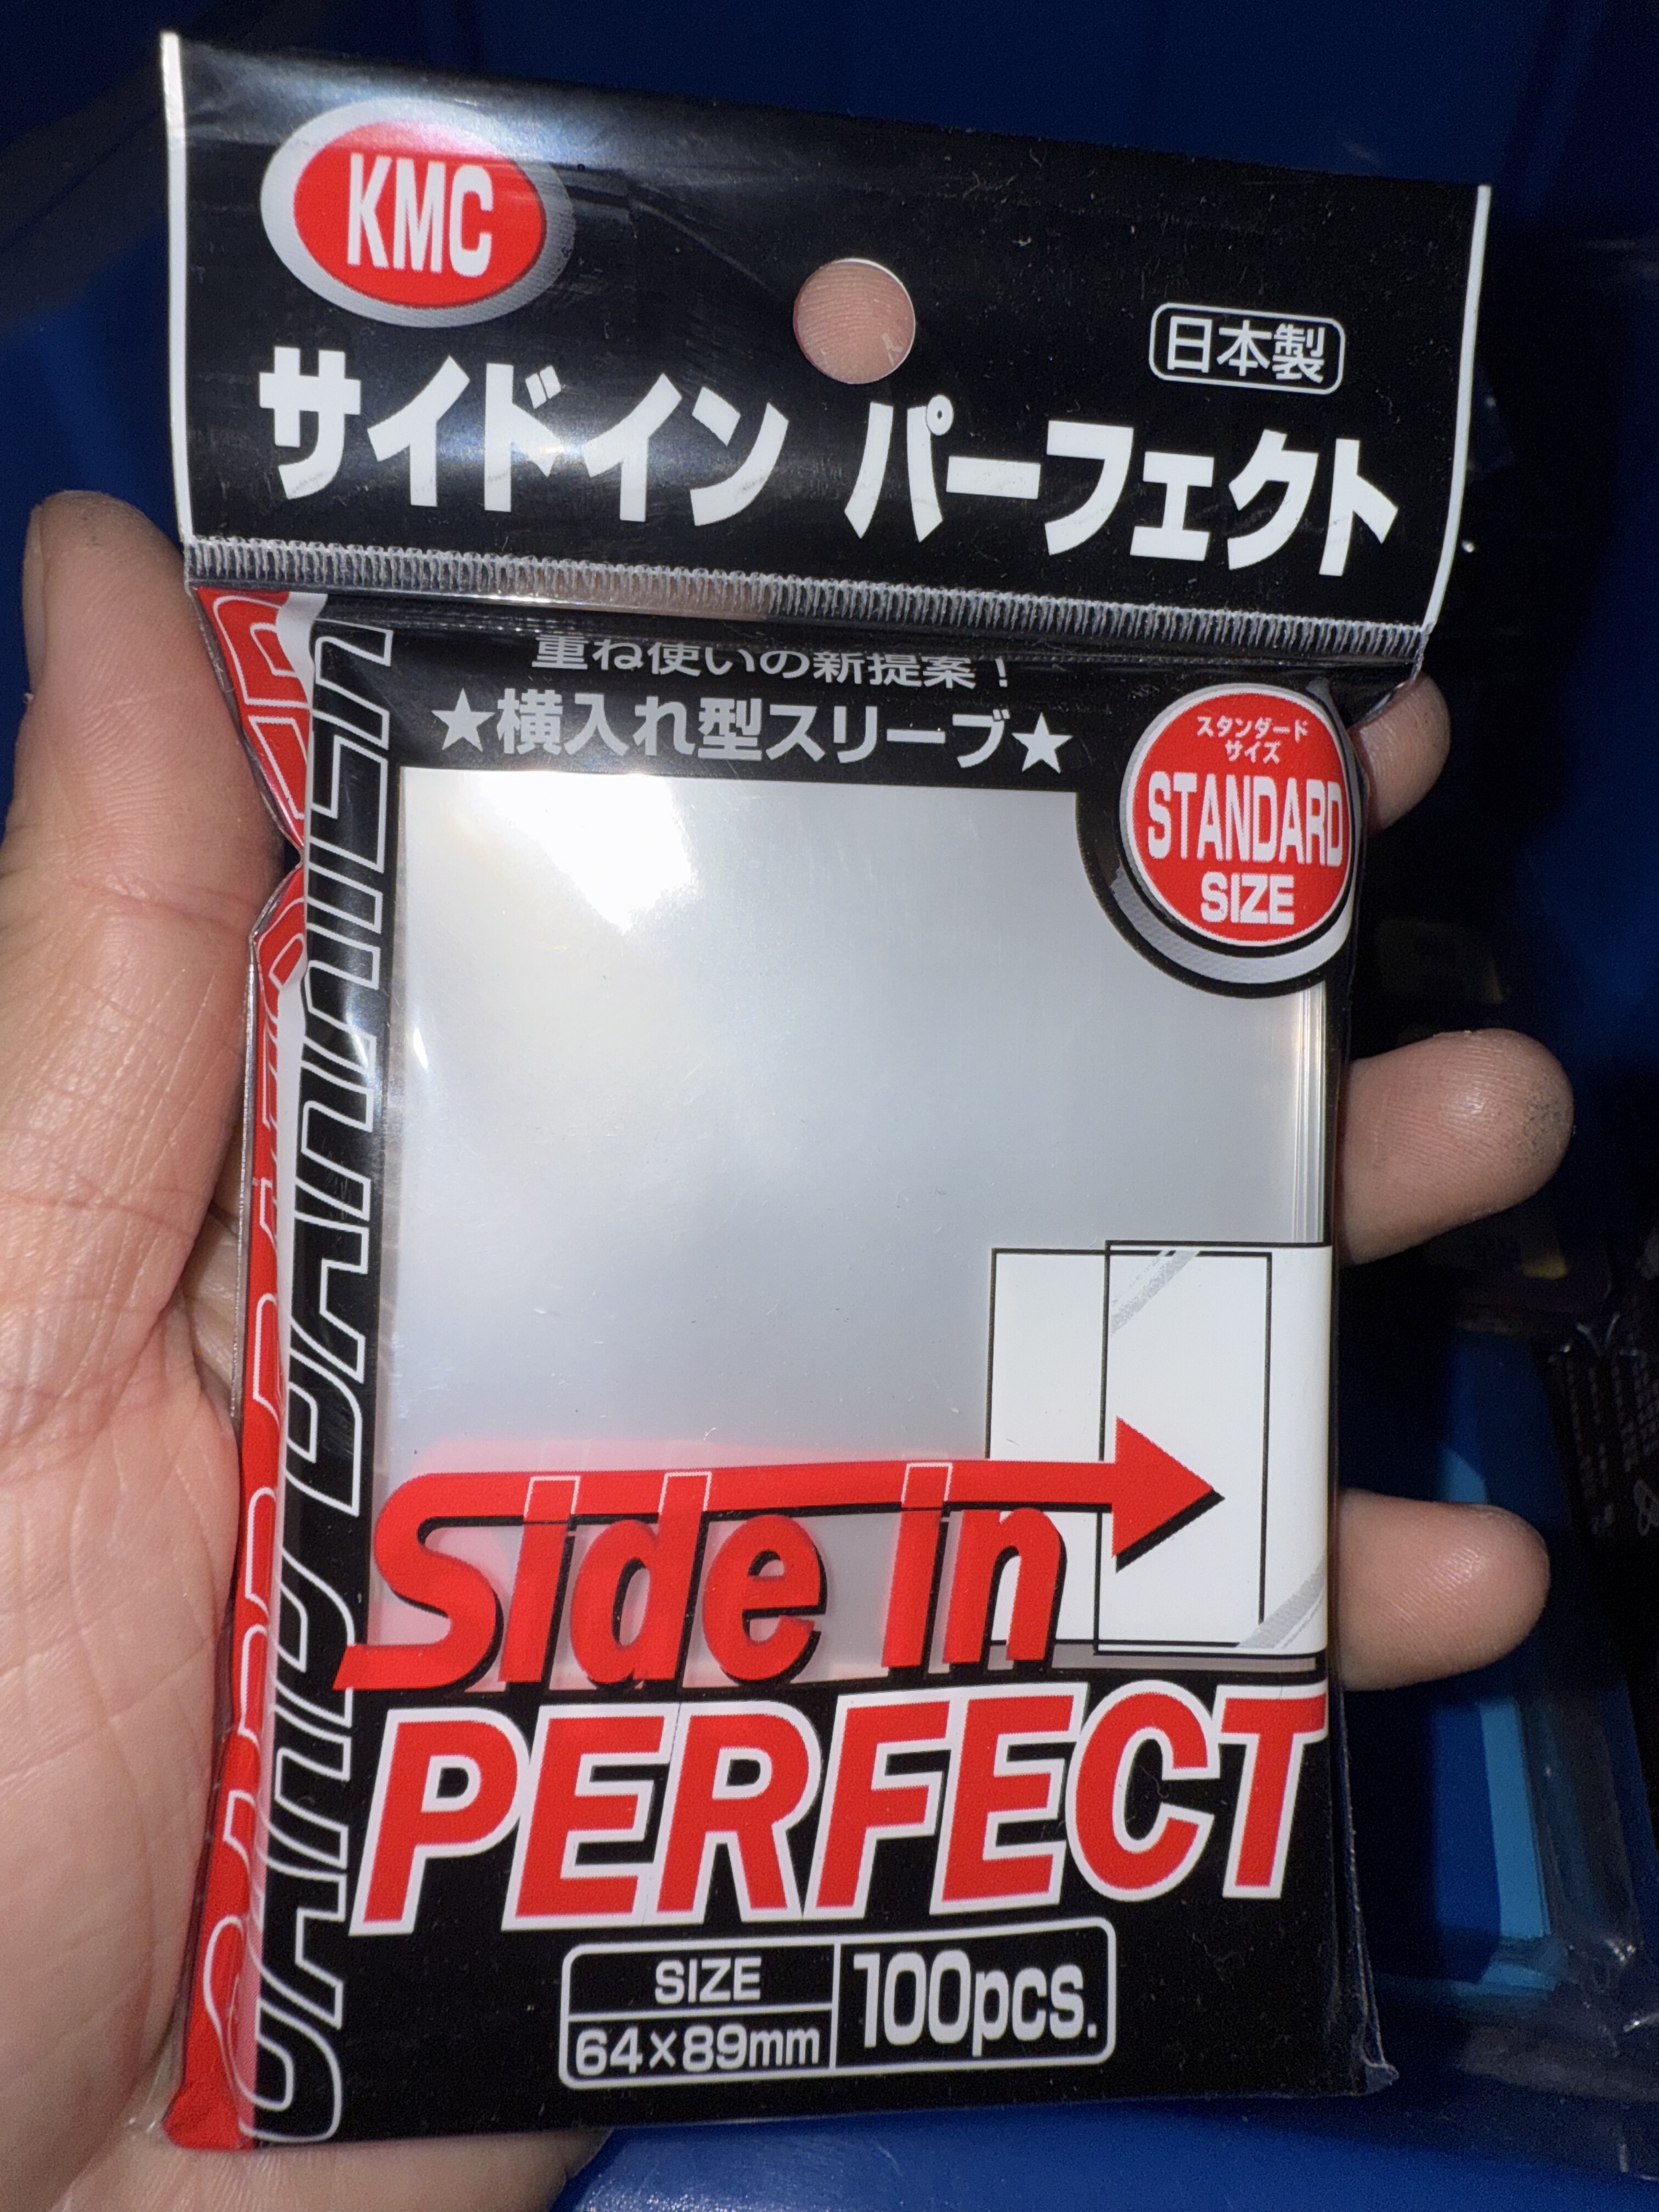 KMC
日本製
サイドイン パーフェクト
重ね使いの新提案！
★横入れ型スリーブ★
スタンダード
サイズ
STANDARD
SIZE
CARD BARRIER
Side in
PERFECT
SIZE
64×89mm
100pcs.